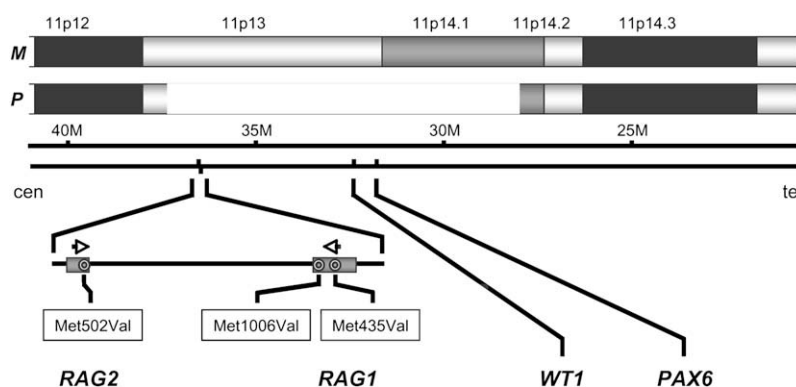 11p12 11p13 11p14.1 11p14.2 11p14.3
M
P
40M 35M 30M 25M
cen te
Met502Val Met1006Val Met435Val
RAG2 RAG1 WT1 PAX6